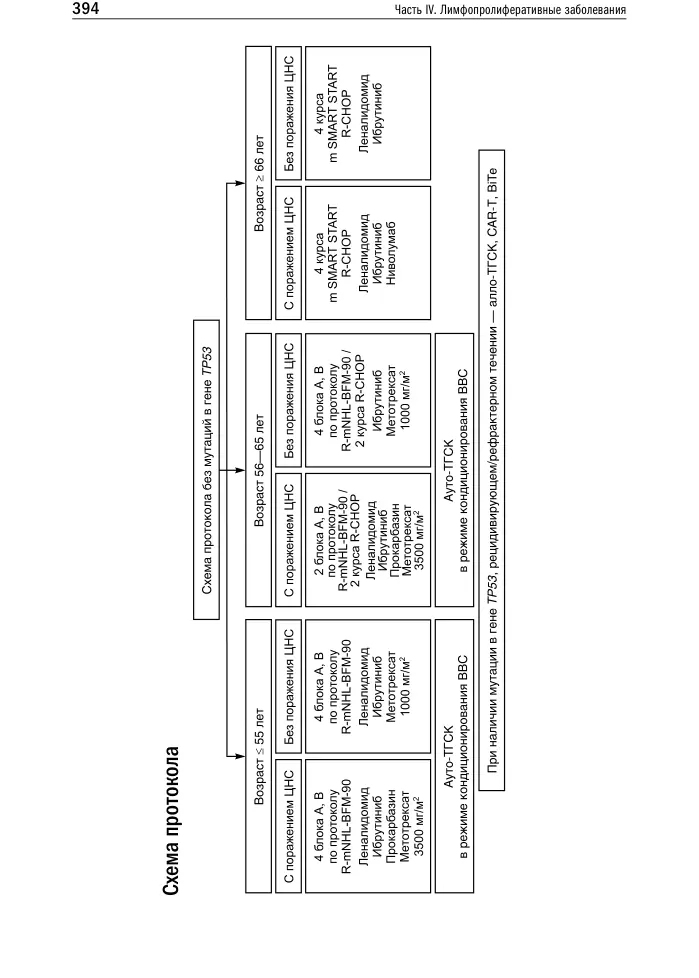 394
Часть IV. Лимфопролиферативные заболевания
Схема протокола
Схема протокола без мутаций в гене TP53
Возраст ≤ 55 лет
С поражением ЦНС
4 блока А, В
по протоколу
R-mNHL-BFM-90
Леналидомид
Ибрутиниб
Прокарбазин
Метотрексат
3500 мг/м²
Без поражения ЦНС
4 блока А, В
по протоколу
R-mNHL-BFM-90
Леналидомид
Ибрутиниб
Метотрексат
1000 мг/м²
Ауто-ТГСК
в режиме кондиционирования BBC
Возраст 56—65 лет
С поражением ЦНС
2 блока А, В
по протоколу
R-mNHL-BFM-90 /
2 курса R-CHOP
Леналидомид
Ибрутиниб
Прокарбазин
Метотрексат
3500 мг/м²
Без поражения ЦНС
4 блока А, В
по протоколу
R-mNHL-BFM-90 /
2 курса R-CHOP
Ибрутиниб
Метотрексат
1000 мг/м²
Ауто-ТГСК
в режиме кондиционирования BBC
Возраст ≥ 66 лет
С поражением ЦНС
4 курса
m SMART START
R-CHOP
Леналидомид
Ибрутиниб
Ниволумаб
Без поражения ЦНС
4 курса
m SMART START
R-CHOP
Леналидомид
Ибрутиниб
При наличии мутации в гене TP53, рецидивирующем/рефрактерном течении — алло-ТГСК, CAR-T, BiTe